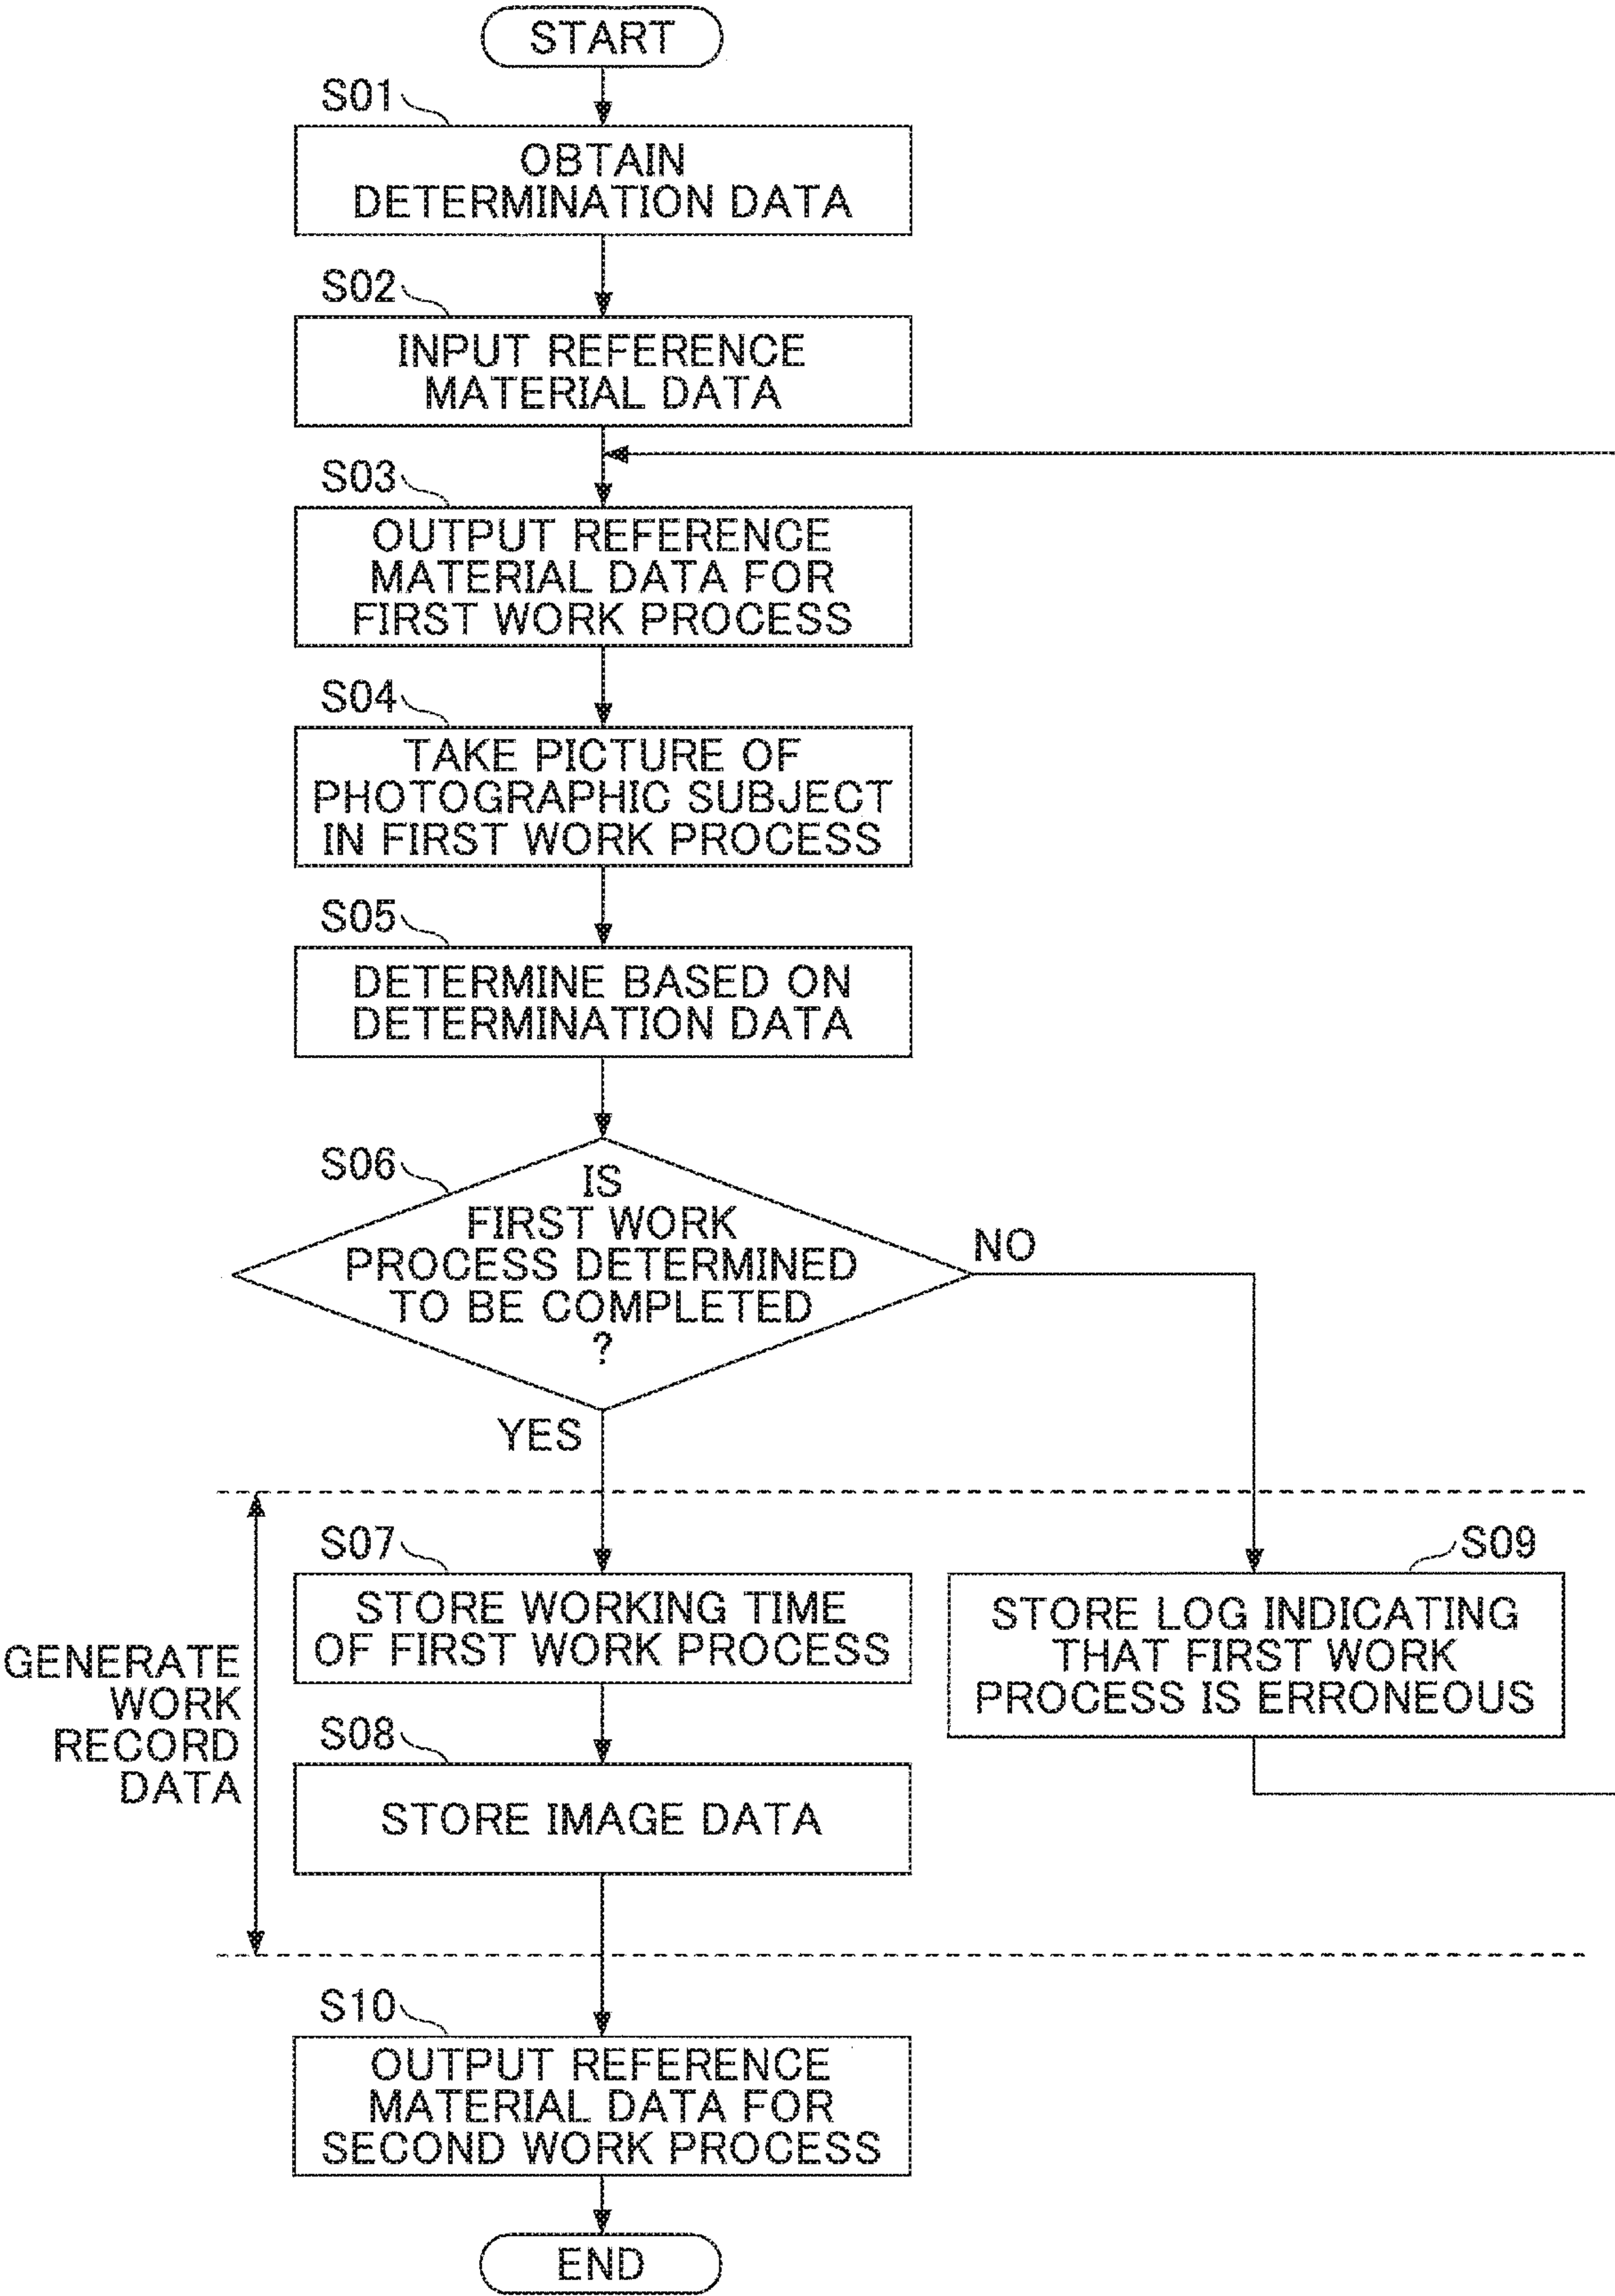 START
S01
OBTAIN
DETERMINATION DATA
S02
INPUT REFERENCE
MATERIAL DATA
S03
OUTPUT REFERENCE
MATERIAL DATA FOR
FIRST WORK PROCESS
S04
TAKE PICTURE OF
PHOTOGRAPHIC SUBJECT
IN FIRST WORK PROCESS
S05
DETERMINE BASED ON
DETERMINATION DATA
S06
IS
FIRST WORK
PROCESS DETERMINED
TO BE COMPLETED
?
NO
YES
GENERATE
WORK
RECORD
DATA
S07
STORE WORKING TIME
OF FIRST WORK PROCESS
S08
STORE IMAGE DATA
S09
STORE LOG INDICATING
THAT FIRST WORK
PROCESS IS ERRONEOUS
S10
OUTPUT REFERENCE
MATERIAL DATA FOR
SECOND WORK PROCESS
END